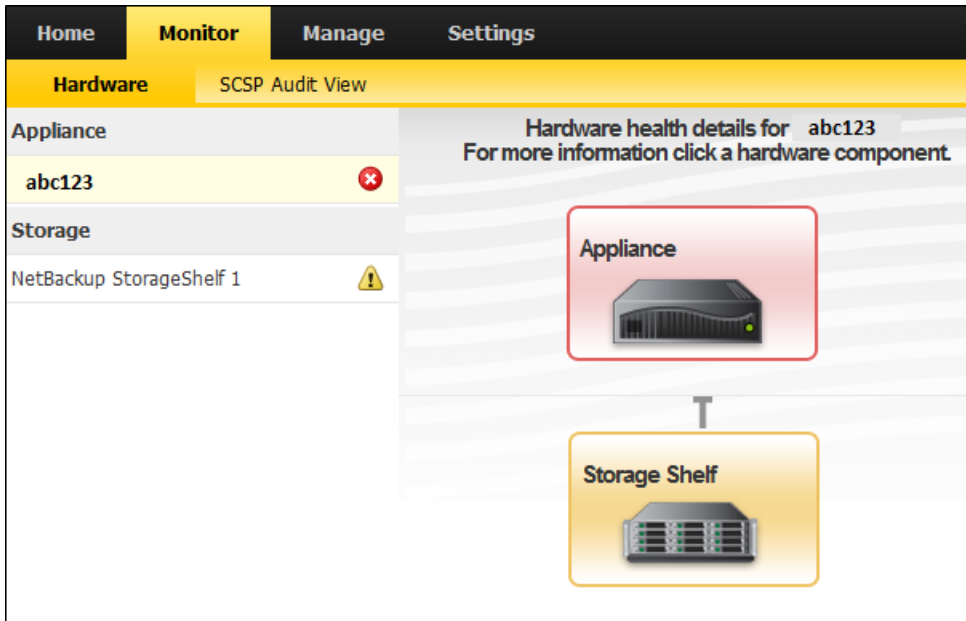 Home Monitor Manage Settings
Hardware SCSP Audit View
Appliance
abc123
Storage
NetBackup StorageShelf 1
Hardware health details for abc123
For more information click a hardware component.
Appliance
Storage Shelf